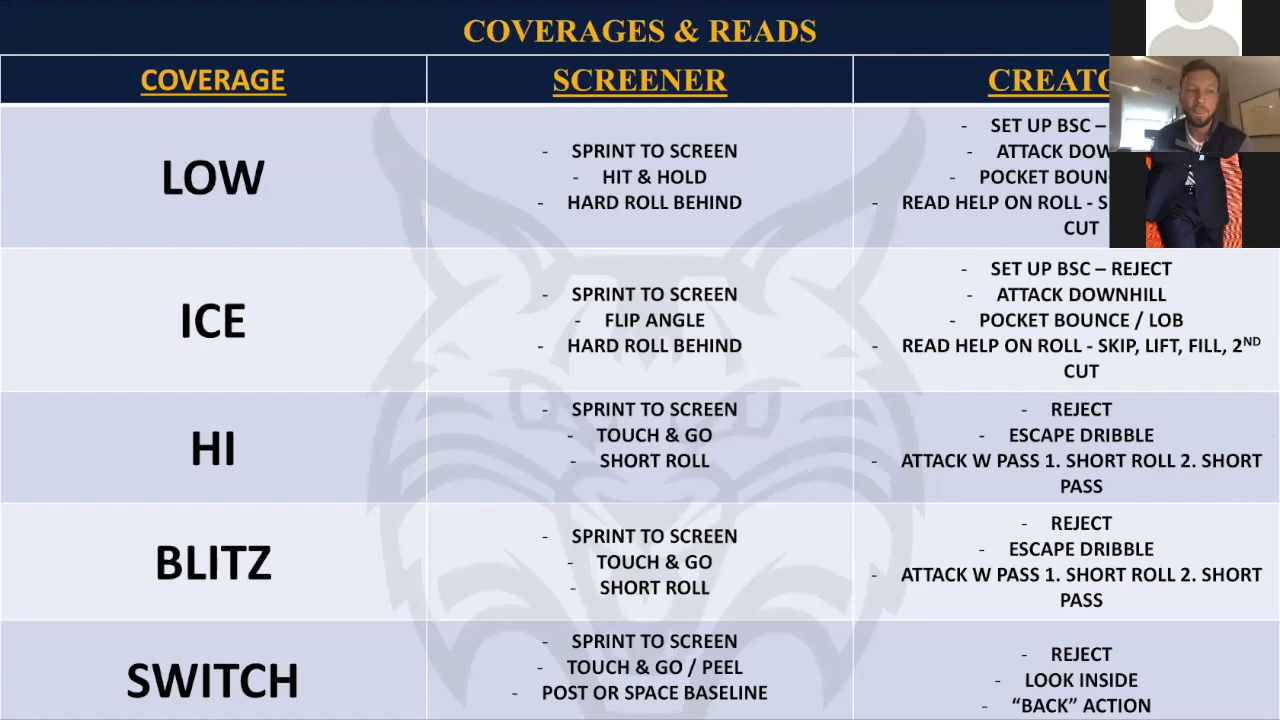 COVERAGES & READS
COVERAGE
SCREENER
LOW
- SPRINT TO SCREEN
- HIT & HOLD
- HARD ROLL BEHIND
- SET UP BSC –
- ATTACK
- POCKET
- READ HELP ON ROLL -
CUT
ICE
- SPRINT TO SCREEN
- FLIP ANGLE
- HARD ROLL BEHIND
- SET UP BSC – REJECT
- ATTACK DOWNHILL
- POCKET BOUNCE / LOB
- READ HELP ON ROLL - SKIP, LIFT, FILL, 2ND
CUT
HI
- SPRINT TO SCREEN
- TOUCH & GO
- SHORT ROLL
- REJECT
- ESCAPE DRIBBLE
- ATTACK W PASS 1. SHORT ROLL 2. SHORT
PASS
BLITZ
- SPRINT TO SCREEN
- TOUCH & GO
- SHORT ROLL
- REJECT
- ESCAPE DRIBBLE
- ATTACK W PASS 1. SHORT ROLL 2. SHORT
PASS
SWITCH
- SPRINT TO SCREEN
- TOUCH & GO / PEEL
- POST OR SPACE BASELINE
- REJECT
- LOOK INSIDE
- “BACK” ACTION